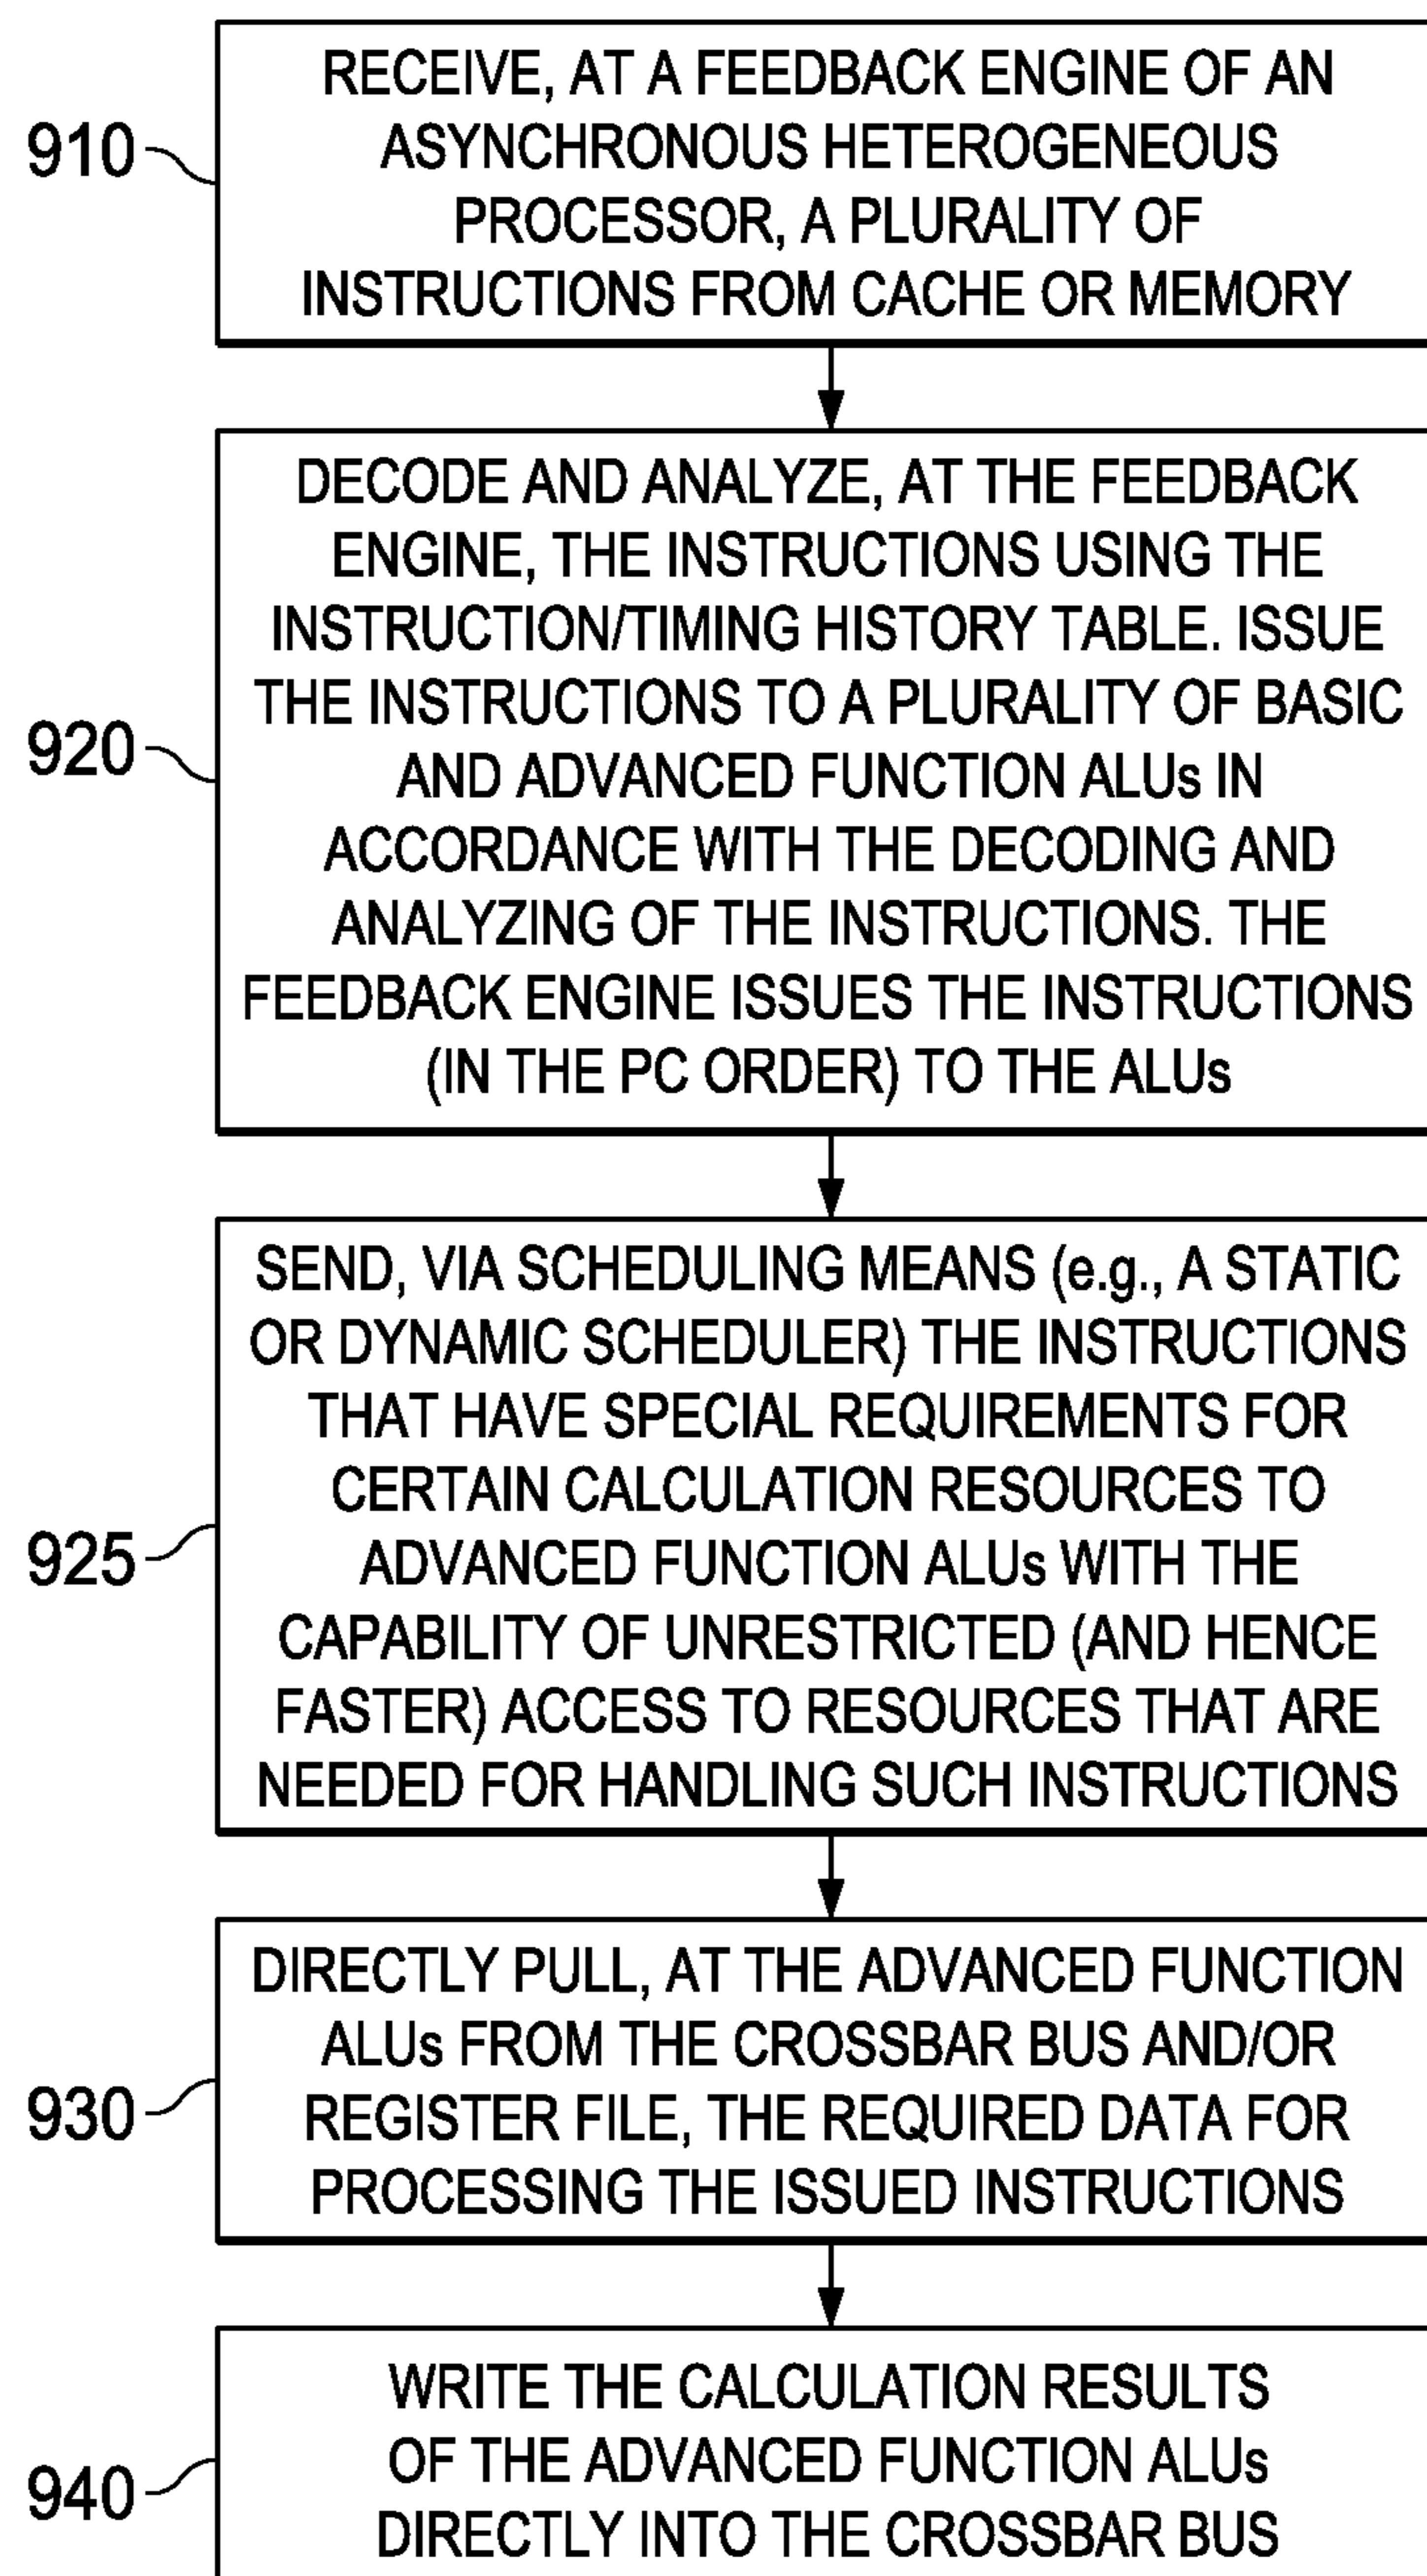 910
RECEIVE, AT A FEEDBACK ENGINE OF AN
ASYNCHRONOUS HETEROGENEOUS
PROCESSOR, A PLURALITY OF
INSTRUCTIONS FROM CACHE OR MEMORY
920
DECODE AND ANALYZE, AT THE FEEDBACK
ENGINE, THE INSTRUCTIONS USING THE
INSTRUCTION/TIMING HISTORY TABLE. ISSUE
THE INSTRUCTIONS TO A PLURALITY OF BASIC
AND ADVANCED FUNCTION ALUs IN
ACCORDANCE WITH THE DECODING AND
ANALYZING OF THE INSTRUCTIONS. THE
FEEDBACK ENGINE ISSUES THE INSTRUCTIONS
(IN THE PC ORDER) TO THE ALUs
925
SEND, VIA SCHEDULING MEANS (e.g., A STATIC
OR DYNAMIC SCHEDULER) THE INSTRUCTIONS
THAT HAVE SPECIAL REQUIREMENTS FOR
CERTAIN CALCULATION RESOURCES TO
ADVANCED FUNCTION ALUs WITH THE
CAPABILITY OF UNRESTRICTED (AND HENCE
FASTER) ACCESS TO RESOURCES THAT ARE
NEEDED FOR HANDLING SUCH INSTRUCTIONS
930
DIRECTLY PULL, AT THE ADVANCED FUNCTION
ALUs FROM THE CROSSBAR BUS AND/OR
REGISTER FILE, THE REQUIRED DATA FOR
PROCESSING THE ISSUED INSTRUCTIONS
940
WRITE THE CALCULATION RESULTS
OF THE ADVANCED FUNCTION ALUs
DIRECTLY INTO THE CROSSBAR BUS